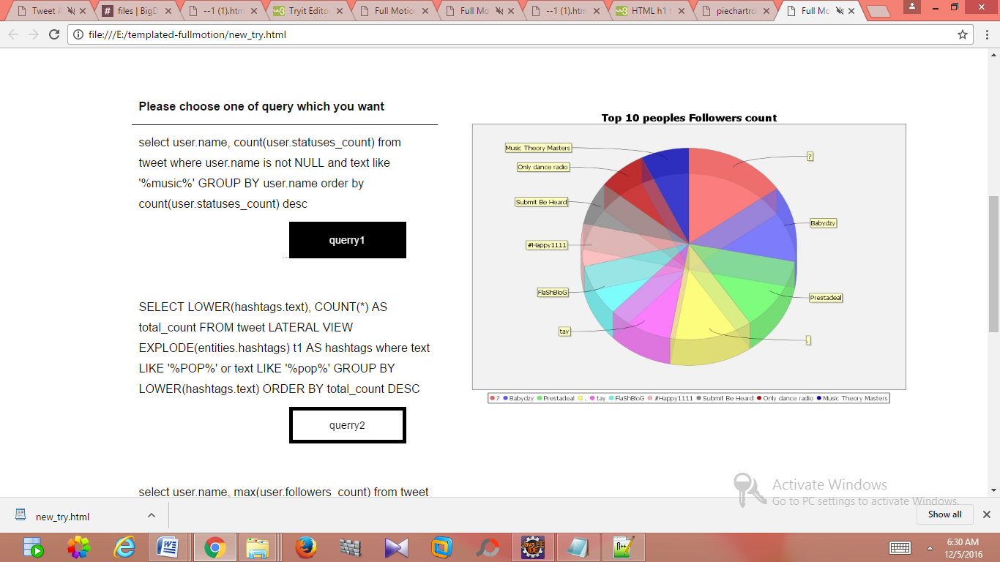 Tweet A
files | BigD
--1 (1).htm
Tryit Edito
Full Motion
Full Mo
--1 (1).htm
HTML h1 t
piechartrd
Full Mo
file:///E:/templated-fullmotion/new_try.html
Please choose one of query which you want
select user.name, count(user.statuses_count) from
tweet where user.name is not NULL and text like
'%music%' GROUP BY user.name order by
count(user.statuses_count) desc
querry1
SELECT LOWER(hashtags.text), COUNT(*) AS
total_count FROM tweet LATERAL VIEW
EXPLODE(entities.hashtags) t1 AS hashtags where text
LIKE '%POP%' or text LIKE '%pop%' GROUP BY
LOWER(hashtags.text) ORDER BY total_count DESC
querry2
select user.name, max(user.followers_count) from tweet
Top 10 peoples Followers count
Music Theory Masters
?
Only dance radio
Submit Be Heard
Babydzy
#Happy1111
FlaShBloG
Prestadeal
tay
.
? Babydzy Prestadeal . tay FlaShBloG #Happy1111 Submit Be Heard Only dance radio Music Theory Masters
Activate Windows
Go to PC settings to activate Windows.
new_try.html
Show all
Java EE
IDE
6:30 AM
12/5/2016